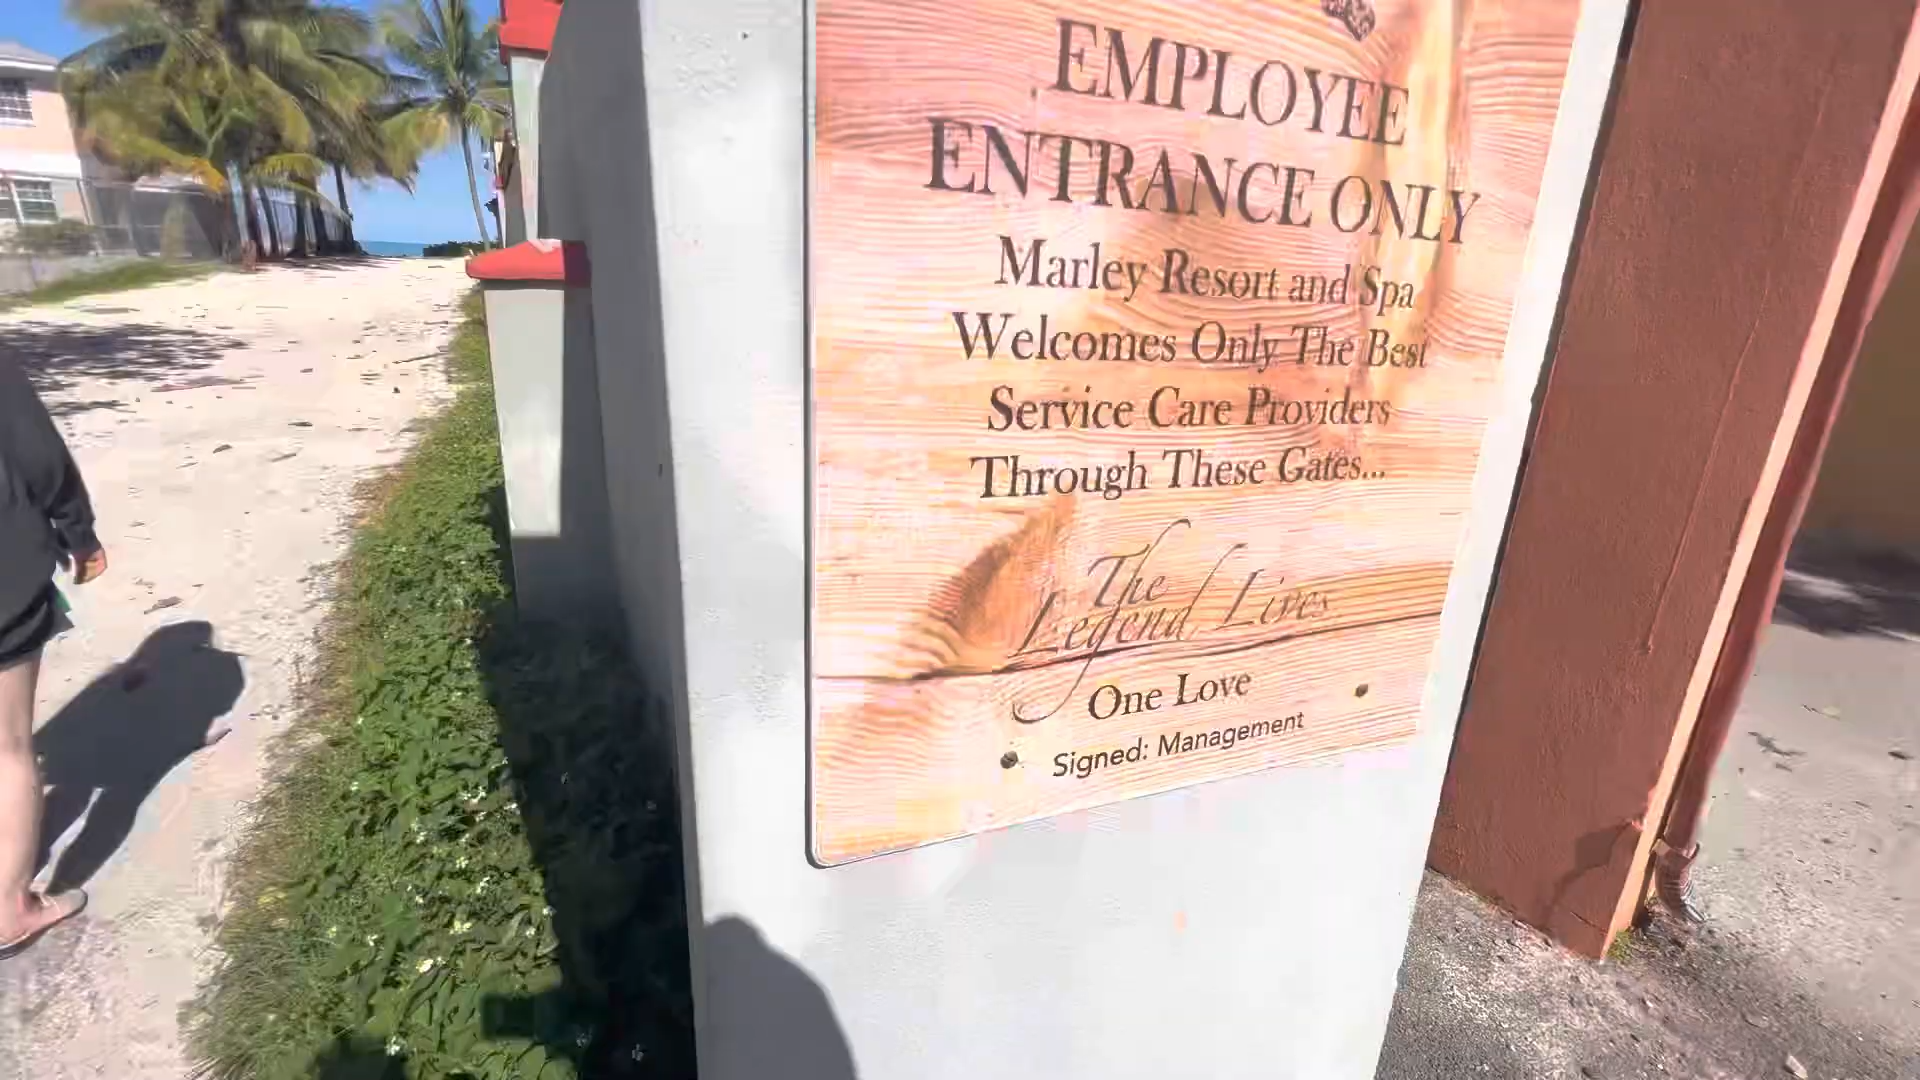 EMPLOYEE
ENTRANCE ONLY
Marley Resort and Spa
Welcomes Only The Best
Service Care Providers
Through These Gates...
The
Legend Lives
One Love
Signed: Management